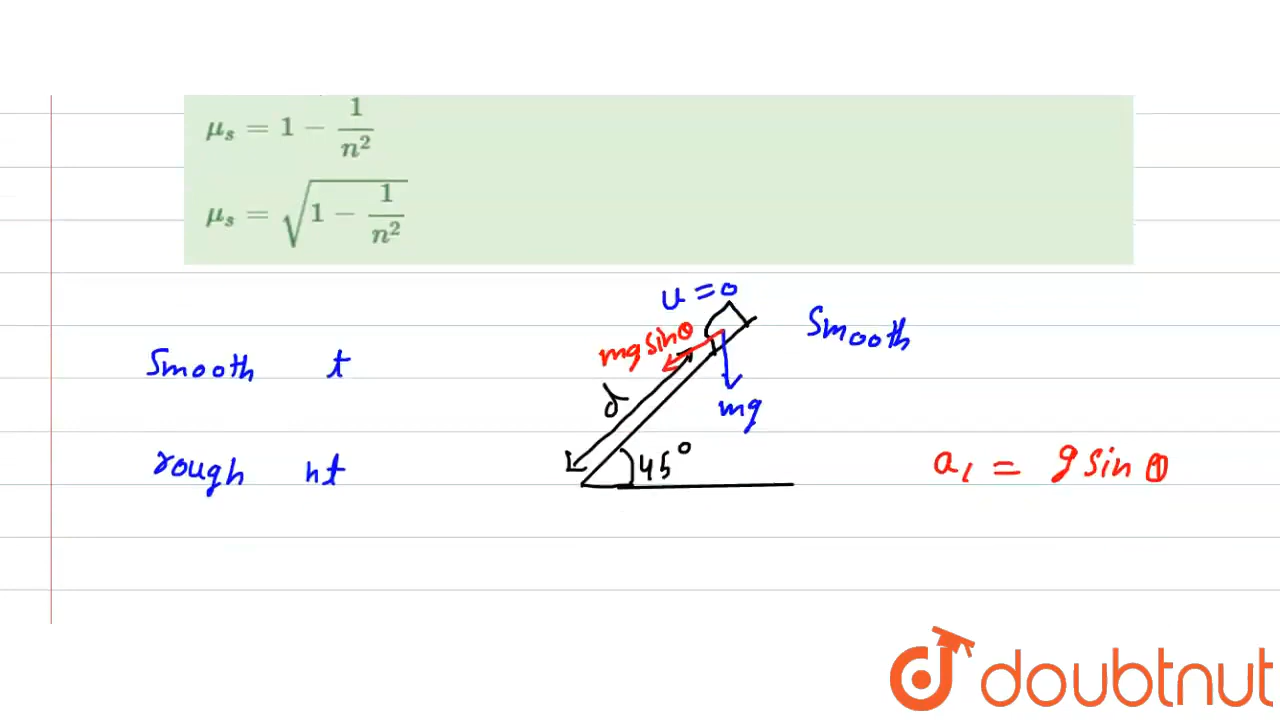 μₛ = 1 − 1/n²
μₛ = √(1 − 1/n²)
u = 0
Smooth
mg sinθ
Smooth t
d
mg
45°
rough nt
a₁ = g sin θ
doubtnut